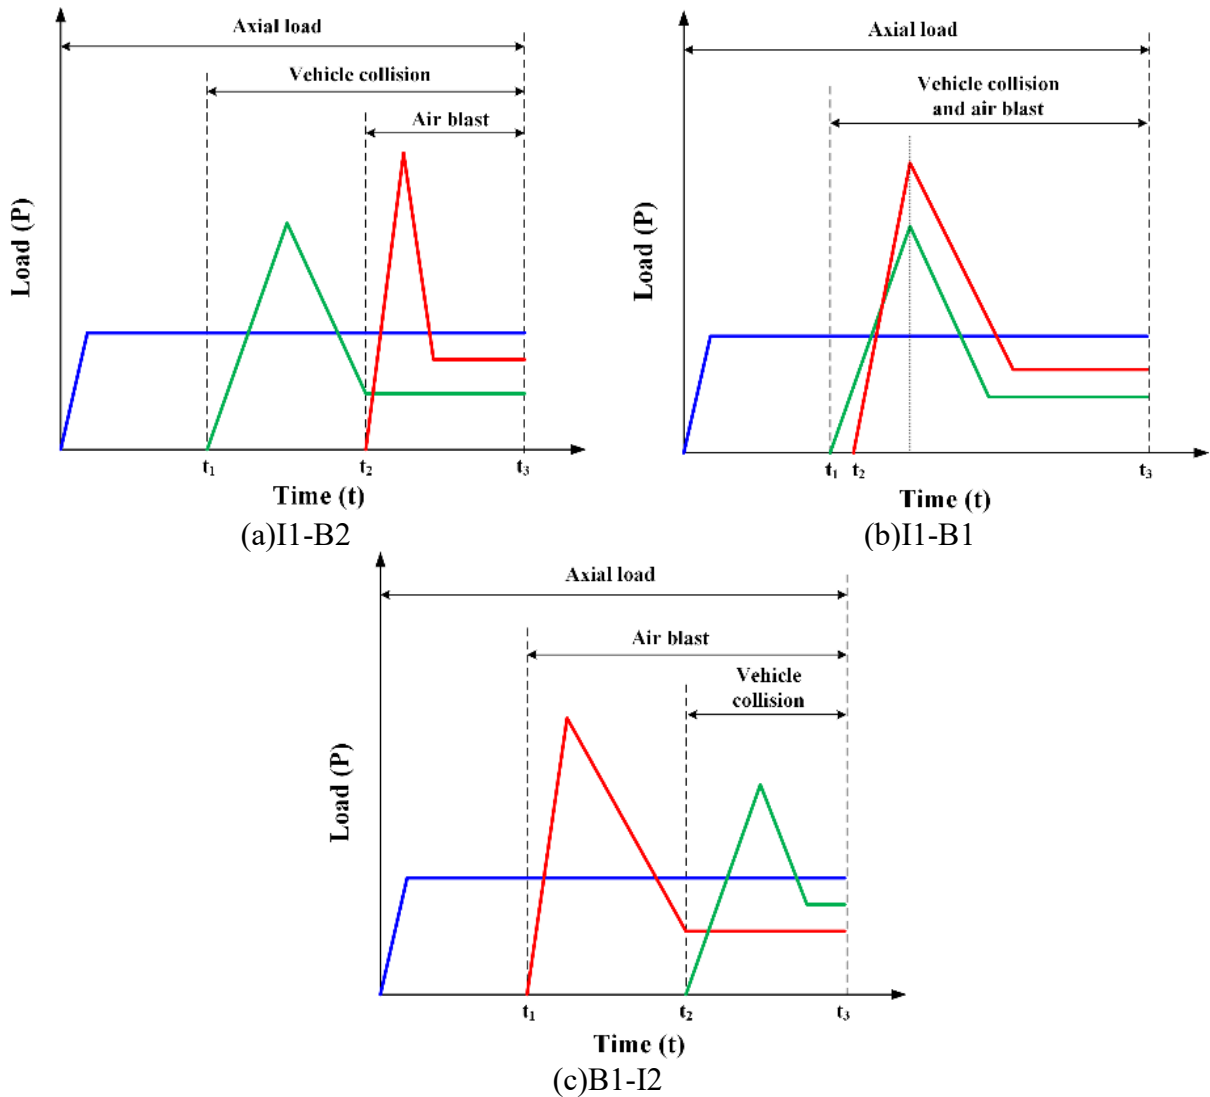 Axial load
Vehicle collision
Air blast
Load (P)
t₁
t₂
t₃
Time (t)
(a)I1-B2
Axial load
Vehicle collision
and air blast
Load (P)
t₁
t₂
t₃
Time (t)
(b)I1-B1
Axial load
Air blast
Vehicle
collision
Load (P)
t₁
t₂
t₃
Time (t)
(c)B1-I2